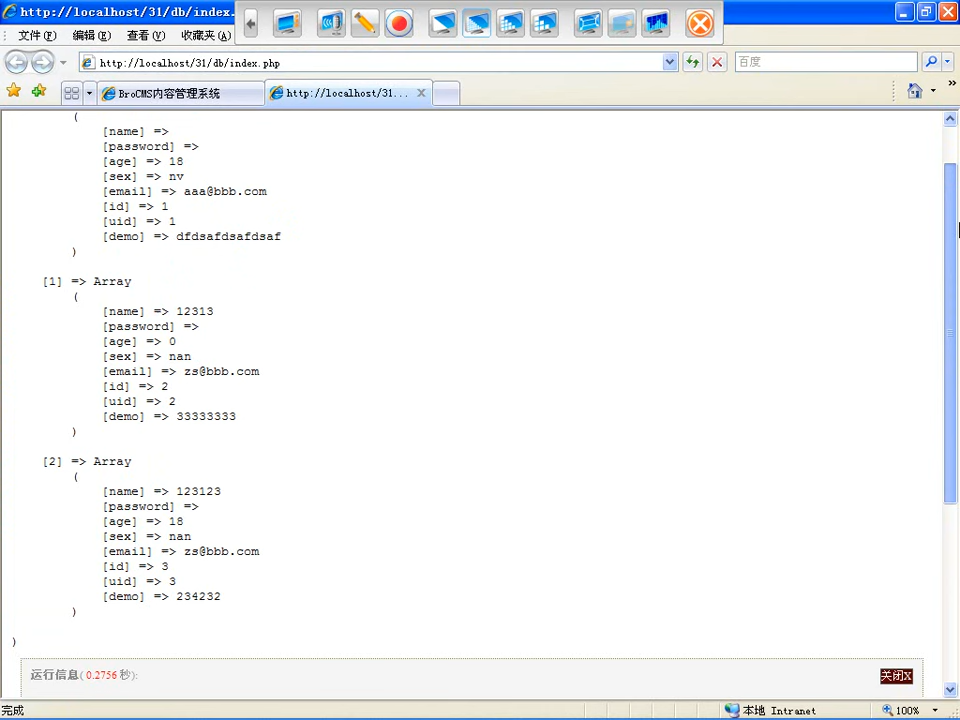 http://localhost/31/db/index.
文件(F) 编辑(E) 查看(V) 收藏夹(A)
http://localhost/31/db/index.php
百度
BroCMS内容管理系统
http://localhost/31...
(
[name] =>
[password] =>
[age] => 18
[sex] => nv
[email] => aaa@bbb.com
[id] => 1
[uid] => 1
[demo] => dfdsafdsafdsaf
)
[1] => Array
(
[name] => 12313
[password] =>
[age] => 0
[sex] => nan
[email] => zs@bbb.com
[id] => 2
[uid] => 2
[demo] => 33333333
)
[2] => Array
(
[name] => 123123
[password] =>
[age] => 18
[sex] => nan
[email] => zs@bbb.com
[id] => 3
[uid] => 3
[demo] => 234232
)
)
运行信息( 0.2756 秒):
关闭X
完成
本地 Intranet
100%